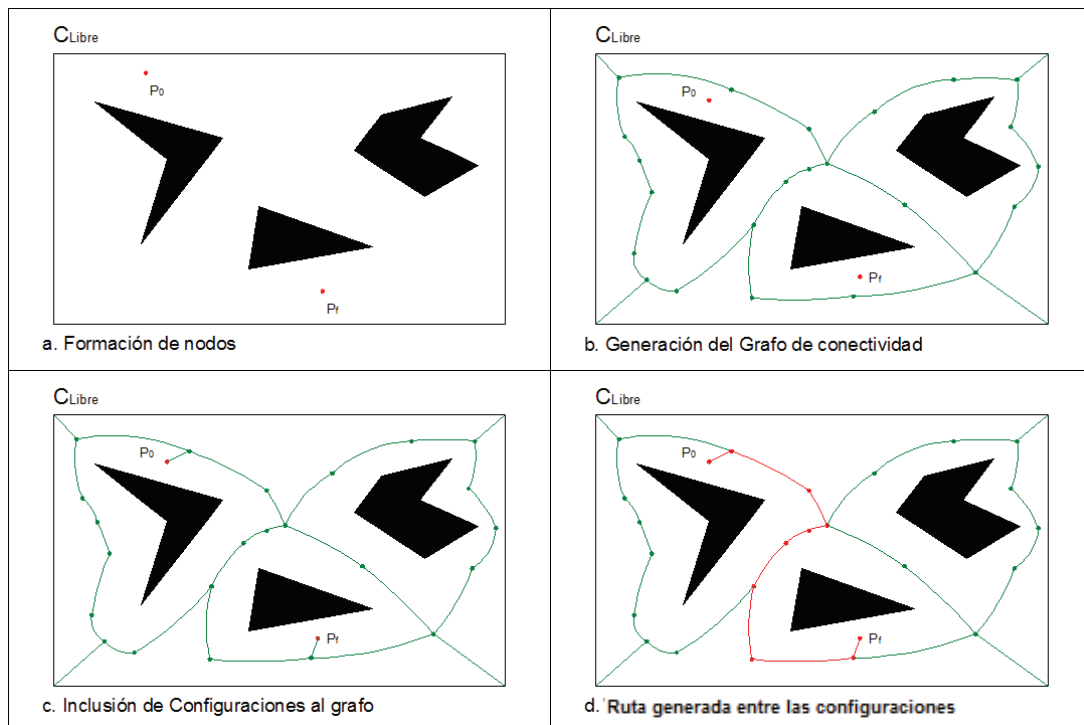 CLibre
P0
Pf
a. Formación de nodos
CLibre
P0
Pf
b. Generación del Grafo de conectividad
CLibre
P0
Pf
c. Inclusión de Configuraciones al grafo
CLibre
P0
Pf
d. Ruta generada entre las configuraciones